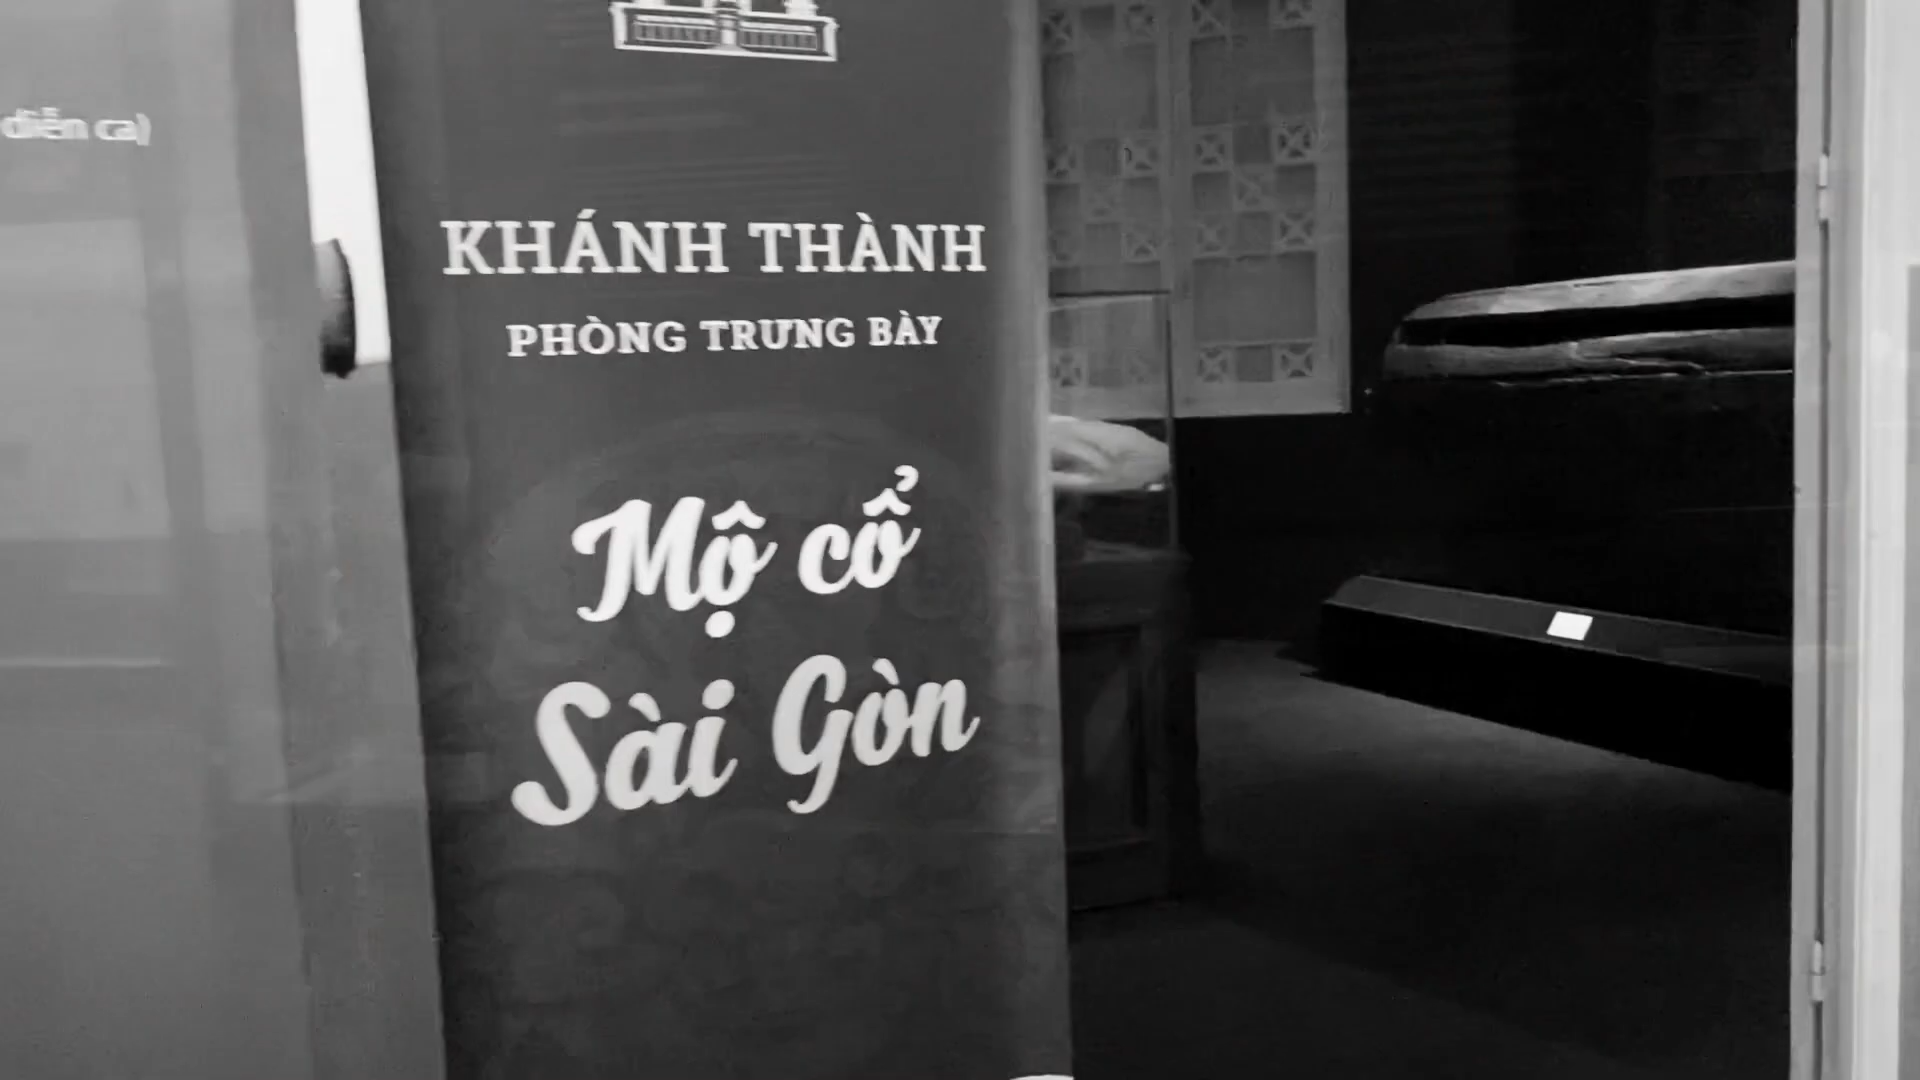 diễn ca)
KHÁNH THÀNH
PHÒNG TRƯNG BÀY
Mộ cổ
Sài Gòn